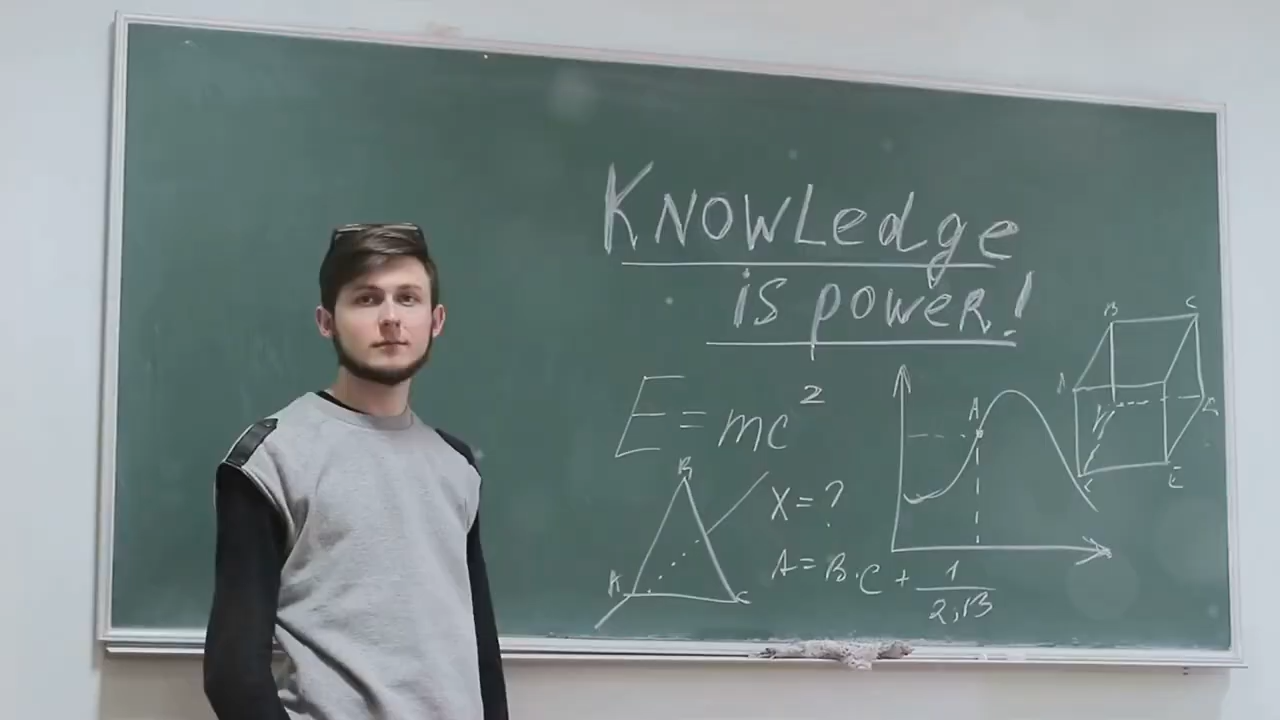 Knowledge
is power!
E = mc²
B
A
C
X = ?
A = B·C + 1/2,13
A
B
C
E